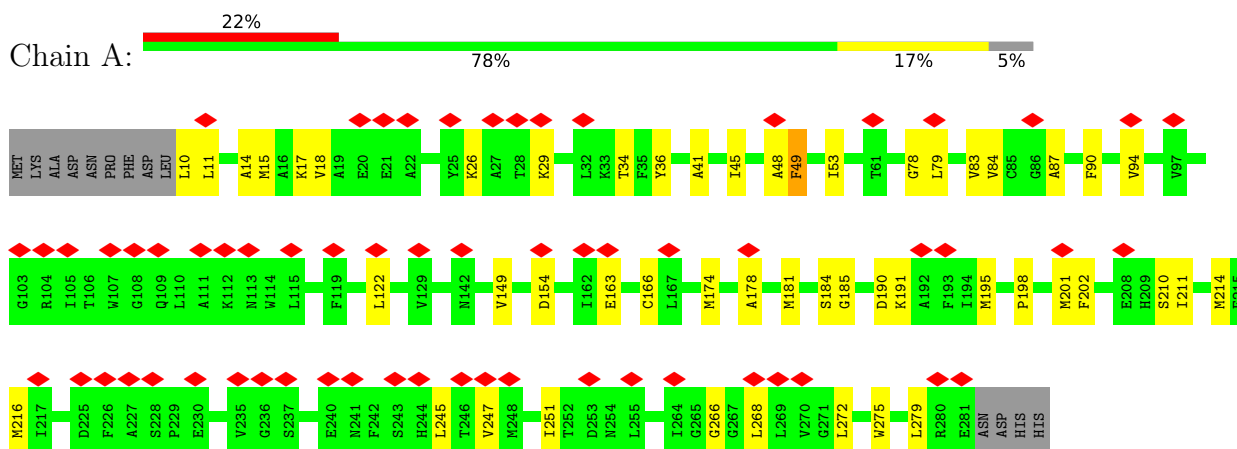 22%
Chain A:
78% 17% 5%
MET LYS ALA ASP ASN PRO PHE ASP LEU L10 L11 A14 M15 A16 K17 V18 A19 E20 E21 A22 Y25 K26 A27 T28 K29 L32 K33 T34 F35 Y36 A41 I45 A48 F49 I53 T61 G78 L79 V83 V84 C85 G86 A87 F90 V94 V97
G103 R104 I105 T106 W107 G108 Q109 L110 A111 K112 N113 W114 L115 F119 L122 V129 N142 V149 D154 I162 E163 C166 L167 M174 A178 M181 S184 G185 D190 K191 A192 F193 I194 M195 P198 M201 F202 E208 H209 S210 I211 M214
M216 I217 D225 F226 A227 S228 P229 E230 V235 G236 S237 E240 N241 F242 S243 H244 L245 T246 V247 M248 I251 T252 D253 N254 L255 I264 G265 G266 G267 L268 L269 V270 G271 L272 W275 L279 R280 E281 ASN ASP HIS HIS